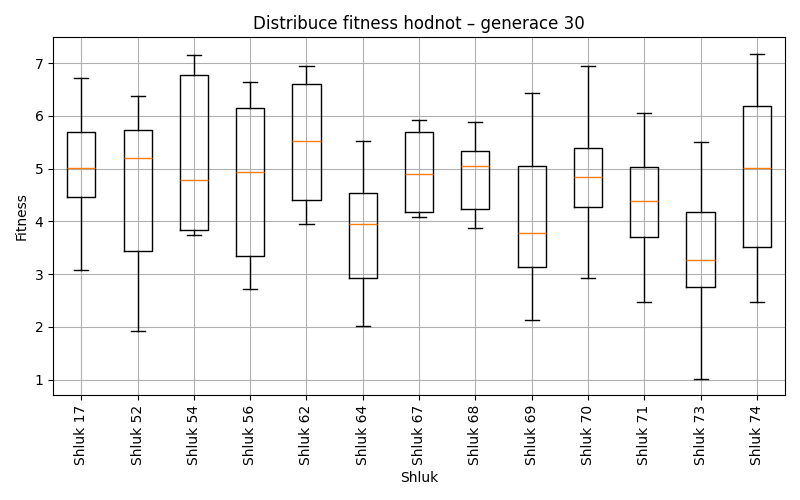 Distribuce fitness hodnot – generace 30
Fitness
7
6
5
4
3
2
1
Shluk 17
Shluk 52
Shluk 54
Shluk 56
Shluk 62
Shluk 64
Shluk 67
Shluk 68
Shluk 69
Shluk 70
Shluk 71
Shluk 73
Shluk 74
Shluk